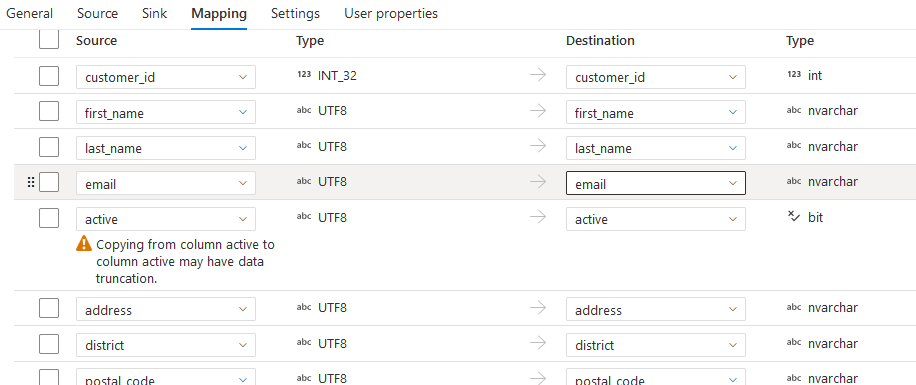 General Source Sink Mapping Settings User properties
Source Type Destination Type
customer_id 123 INT_32 customer_id 123 int
first_name abc UTF8 first_name abc nvarchar
last_name abc UTF8 last_name abc nvarchar
email abc UTF8 email abc nvarchar
active abc UTF8 active bit
Copying from column active to
column active may have data
truncation.
address abc UTF8 address abc nvarchar
district abc UTF8 district abc nvarchar
postal_code abc UTF8 postal_code abc nvarchar